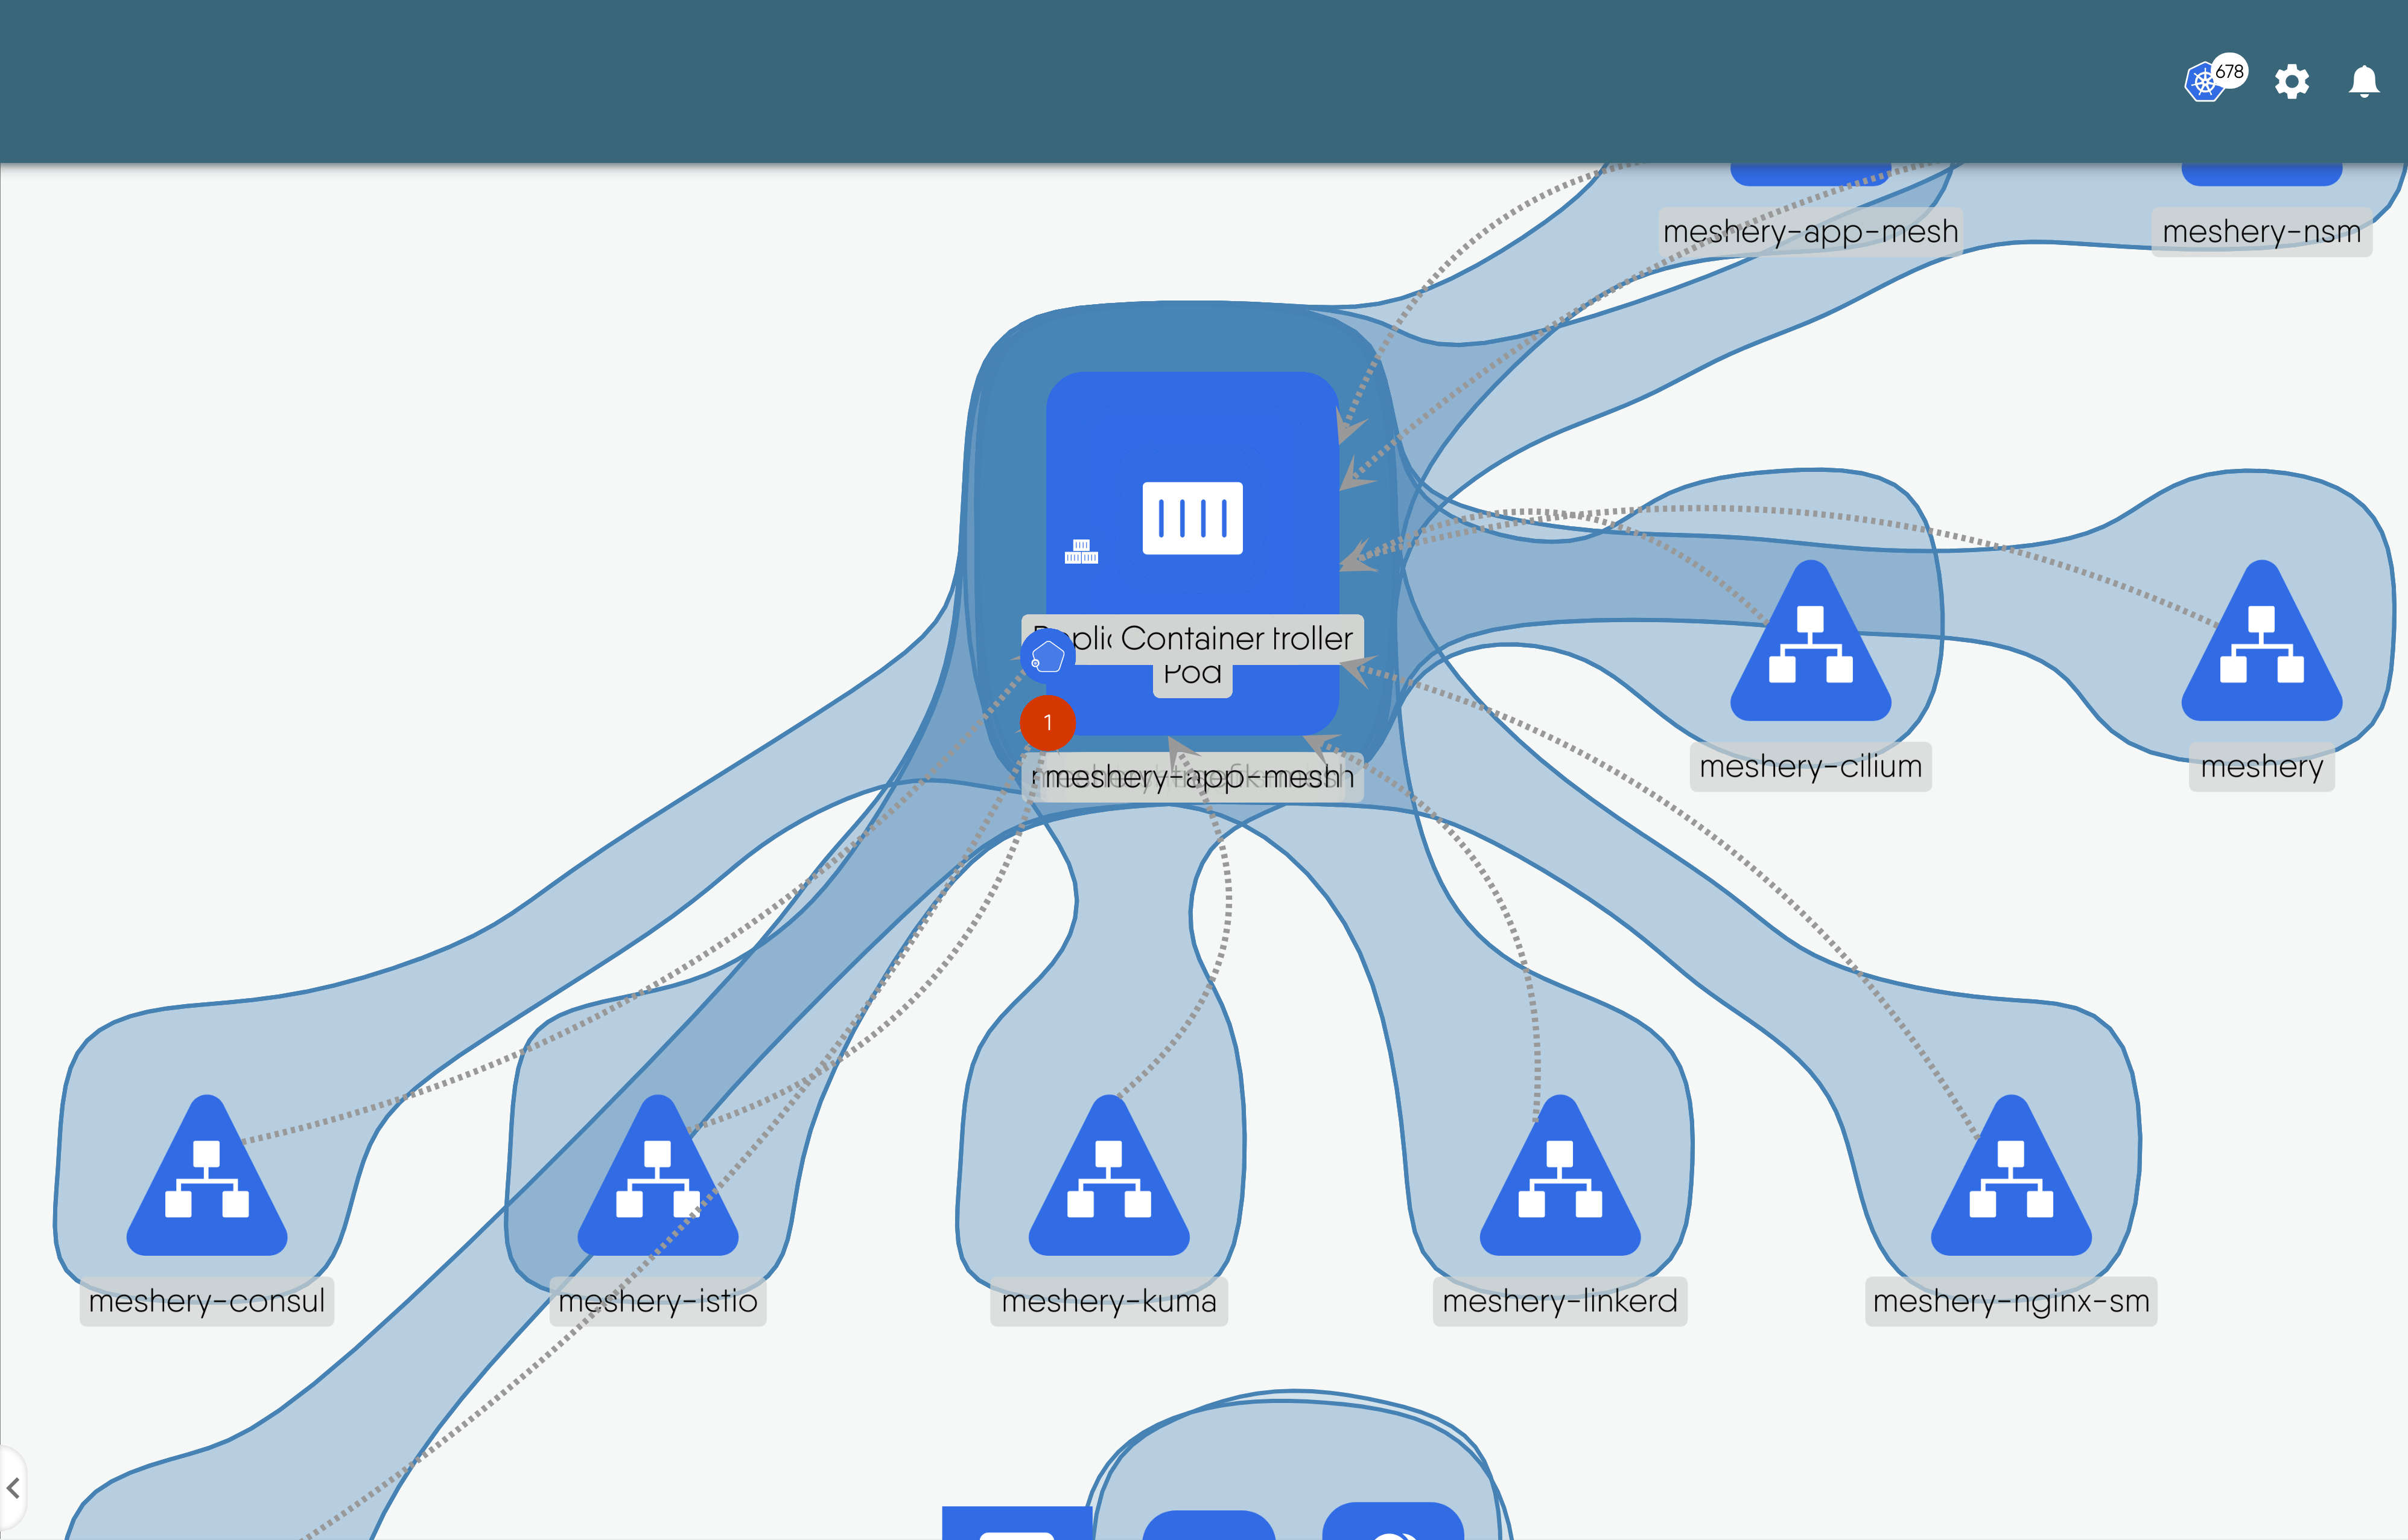 678
meshery-app-mesh
meshery-nsm
Container troller
Pod
1
meshery-app-mesh
meshery-cilium
meshery
meshery-consul
meshery-istio
meshery-kuma
meshery-linkerd
meshery-nginx-sm